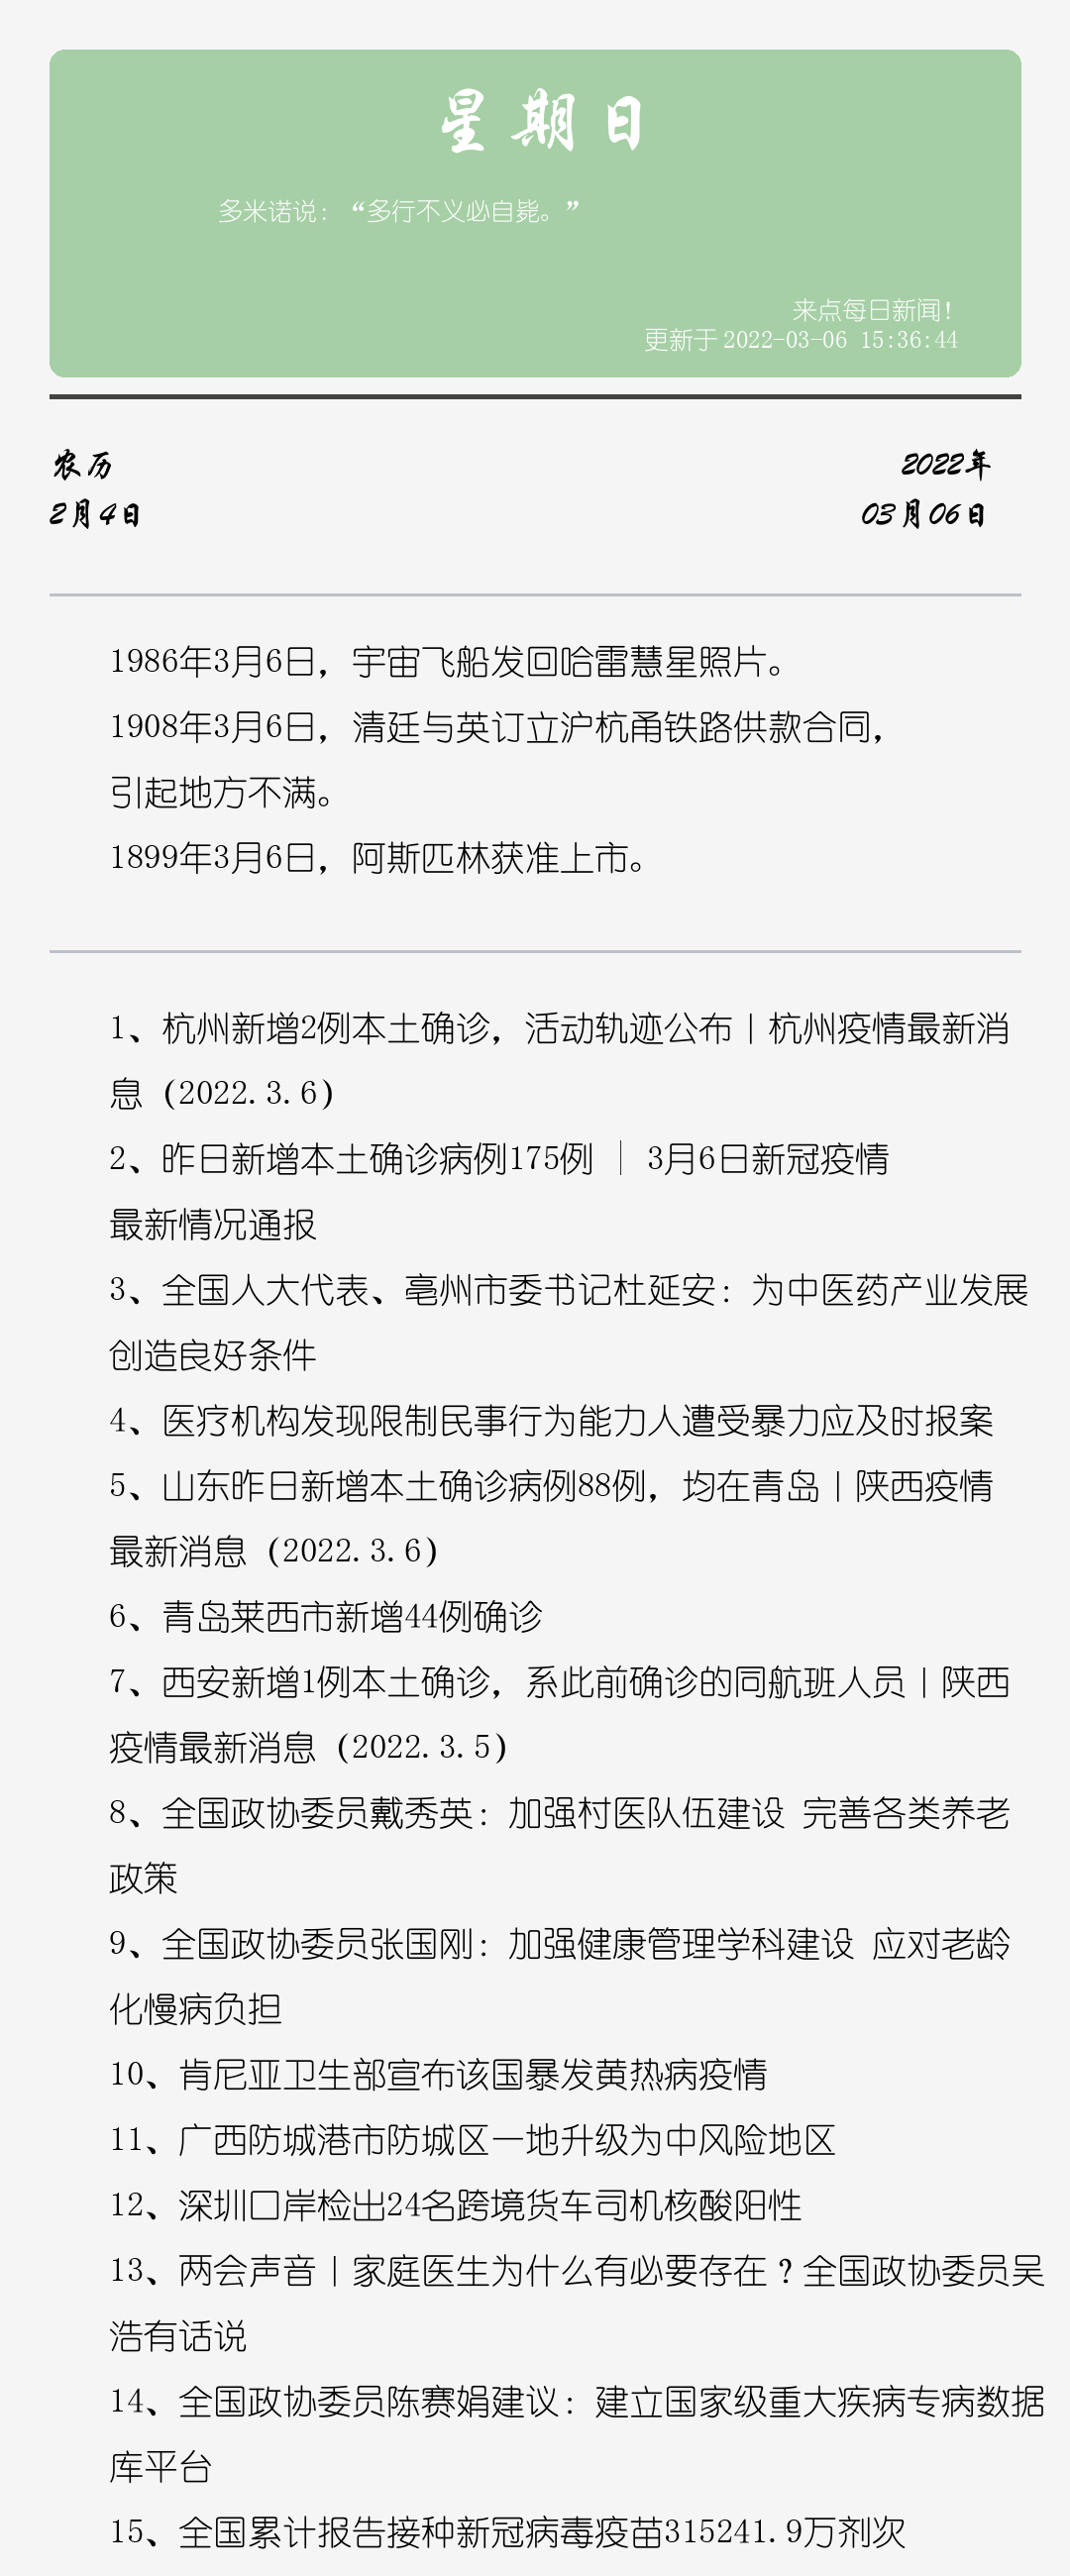 星期日
多米诺说：“多行不义必自毙。”
来点每日新闻！
更新于 2022-03-06 15:36:44
农历
2月4日
2022年
03月06日
1986年3月6日，宇宙飞船发回哈雷慧星照片。
1908年3月6日，清廷与英订立沪杭甬铁路供款合同，
引起地方不满。
1899年3月6日，阿斯匹林获准上市。
1、杭州新增2例本土确诊，活动轨迹公布丨杭州疫情最新消
息（2022.3.6）
2、昨日新增本土确诊病例175例 │ 3月6日新冠疫情
最新情况通报
3、全国人大代表、亳州市委书记杜延安：为中医药产业发展
创造良好条件
4、医疗机构发现限制民事行为能力人遭受暴力应及时报案
5、山东昨日新增本土确诊病例88例，均在青岛丨陕西疫情
最新消息（2022.3.6）
6、青岛莱西市新增44例确诊
7、西安新增1例本土确诊，系此前确诊的同航班人员丨陕西
疫情最新消息（2022.3.5）
8、全国政协委员戴秀英：加强村医队伍建设 完善各类养老
政策
9、全国政协委员张国刚：加强健康管理学科建设 应对老龄
化慢病负担
10、肯尼亚卫生部宣布该国暴发黄热病疫情
11、广西防城港市防城区一地升级为中风险地区
12、深圳口岸检出24名跨境货车司机核酸阳性
13、两会声音丨家庭医生为什么有必要存在？全国政协委员吴
浩有话说
14、全国政协委员陈赛娟建议：建立国家级重大疾病专病数据
库平台
15、全国累计报告接种新冠病毒疫苗315241.9万剂次